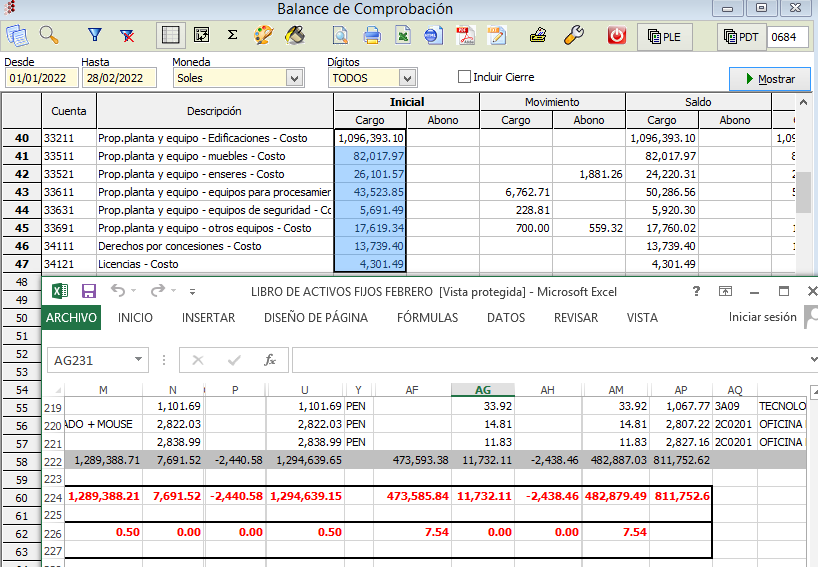 Balance de Comprobación
Σ PLE PDT 0684
Desde Hasta Moneda Dígitos
01/01/2022 28/02/2022 Soles TODOS Incluir Cierre Mostrar
Cuenta Descripción Inicial Movimiento Saldo
Cargo Abono Cargo Abono Cargo Abono
40 33211 Prop.planta y equipo - Edificaciones - Costo 1,096,393.10 1,096,393.10 1,09
41 33511 Prop.planta y equipo - muebles - Costo 82,017.97 82,017.97
42 33521 Prop.planta y equipo - enseres - Costo 26,101.57 1,881.26 24,220.31
43 33611 Prop.planta y equipo - equipos para procesamier 43,523.85 6,762.71 50,286.56
44 33631 Prop.planta y equipo - equipos de seguridad - Co 5,691.49 228.81 5,920.30
45 33691 Prop.planta y equipo - otros equipos - Costo 17,619.34 700.00 559.32 17,760.02
46 34111 Derechos por concesiones - Costo 13,739.40 13,739.40
47 34121 Licencias - Costo 4,301.49 4,301.49
48
49 LIBRO DE ACTIVOS FIJOS FEBRERO [Vista protegida] - Microsoft Excel ?
50 ARCHIVO INICIO INSERTAR DISEÑO DE PÁGINA FÓRMULAS DATOS REVISAR VISTA Iniciar sesión
51
52 AG231 fx
53
54 M N P U Y AF AG AH AM AP AQ
55 219 1,101.69 1,101.69 PEN 33.92 33.92 1,067.77 3A09 TECNOLO
56 220 ADO + MOUSE 2,822.03 2,822.03 PEN 14.81 14.81 2,807.22 2C0201 OFICINA
57 221 2,838.99 2,838.99 PEN 11.83 11.83 2,827.16 2C0201 OFICINA
58 222 1,289,388.71 7,691.52 -2,440.58 1,294,639.65 473,593.38 11,732.11 -2,438.46 482,887.03 811,752.62
59 223
60 224 1,289,388.21 7,691.52 -2,440.58 1,294,639.15 473,585.84 11,732.11 -2,438.46 482,879.49 811,752.6
61 225
62 226 0.50 0.00 0.00 0.50 7.54 0.00 0.00 7.54
63 227